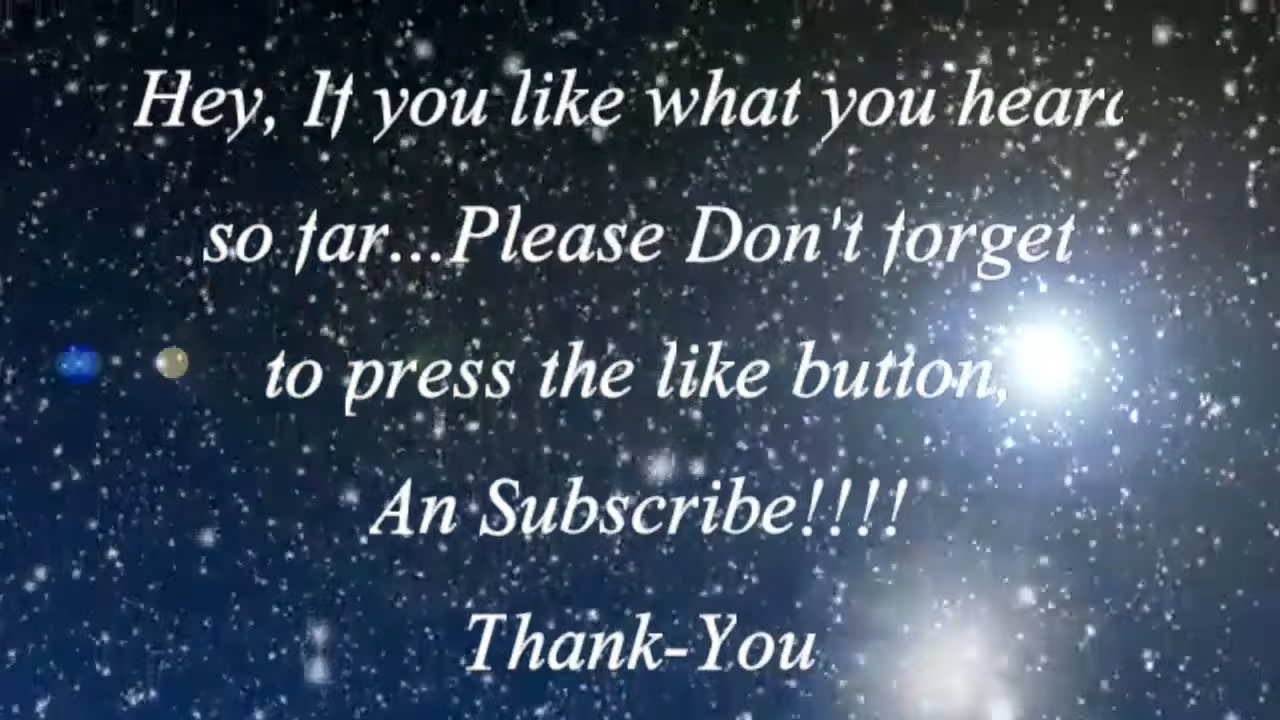 Hey, If you like what you heard
so far...Please Don't forget
to press the like button,
An Subscribe!!!!
Thank-You